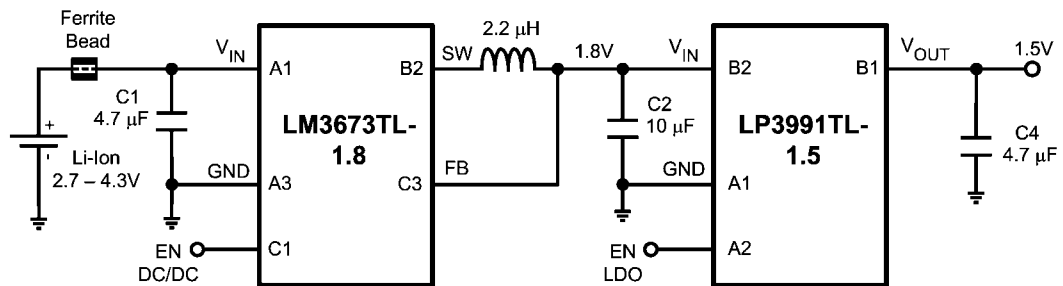 Ferrite
Bead
V_IN
A1
C1
4.7 μF
+
-
Li-Ion
2.7 – 4.3V
GND
A3
EN
DC/DC
C1
LM3673TL-
1.8
B2
SW
2.2 μH
1.8V
FB
C3
C2
10 μF
V_IN
B2
GND
A1
EN
LDO
A2
LP3991TL-
1.5
B1
V_OUT
1.5V
C4
4.7 μF